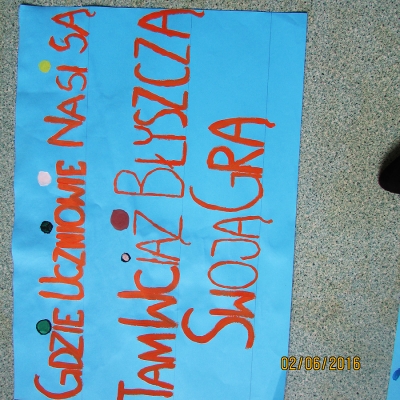 GDZIE UCZNIOWIE NASI SĄ
TAM WCIĄŻ BŁYSZCZĄ
SWOJĄ GRĄ
02/06/2016